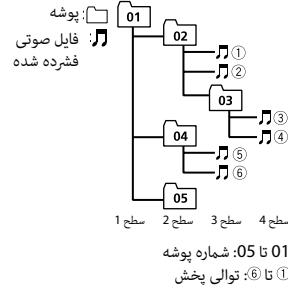 پوشه :
فایل صوتی :
فشرده شده
01
02
①
②
03
③
④
04
⑤
⑥
05
سطح 1 سطح 2 سطح 3 سطح 4
01 تا 05: شماره پوشه
① تا ⑥: توالی پخش